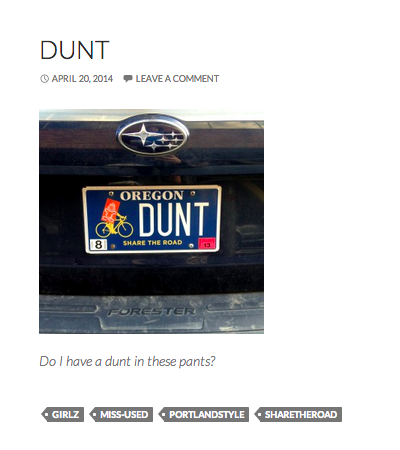 DUNT
APRIL 20, 2014 LEAVE A COMMENT
OREGON
DUNT
8 SHARE THE ROAD 13
FORESTER
Do I have a dunt in these pants?
GIRLZ MISS-USED PORTLANDSTYLE SHARETHEROAD